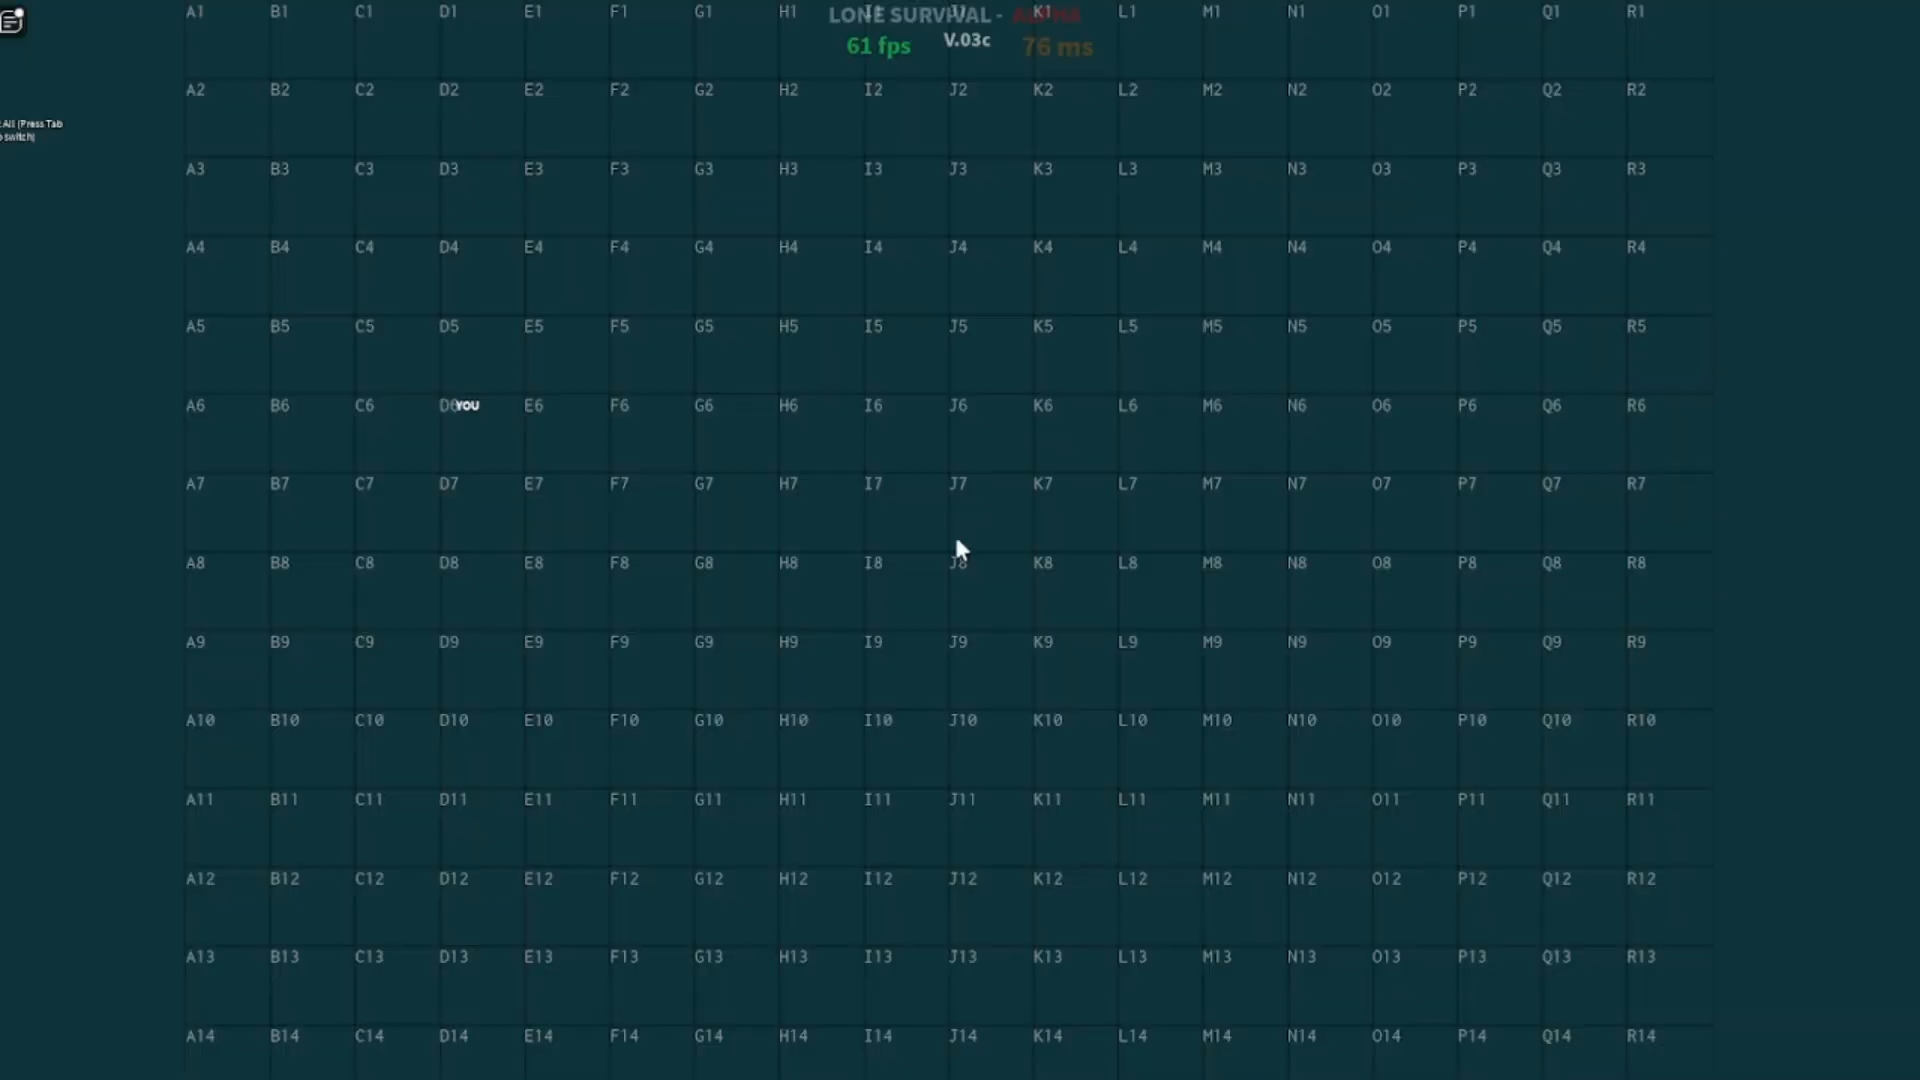 A1 B1 C1 D1 E1 F1 G1 H1 I1 J1 K1 L1 M1 N1 O1 P1 Q1 R1
LONE SURVIVAL - ALPHA
61 fps V.03c 76 ms
A2 B2 C2 D2 E2 F2 G2 H2 I2 J2 K2 L2 M2 N2 O2 P2 Q2 R2
All (Press Tab
switch)
A3 B3 C3 D3 E3 F3 G3 H3 I3 J3 K3 L3 M3 N3 O3 P3 Q3 R3
A4 B4 C4 D4 E4 F4 G4 H4 I4 J4 K4 L4 M4 N4 O4 P4 Q4 R4
A5 B5 C5 D5 E5 F5 G5 H5 I5 J5 K5 L5 M5 N5 O5 P5 Q5 R5
A6 B6 C6 D6 YOU E6 F6 G6 H6 I6 J6 K6 L6 M6 N6 O6 P6 Q6 R6
A7 B7 C7 D7 E7 F7 G7 H7 I7 J7 K7 L7 M7 N7 O7 P7 Q7 R7
A8 B8 C8 D8 E8 F8 G8 H8 I8 J8 K8 L8 M8 N8 O8 P8 Q8 R8
A9 B9 C9 D9 E9 F9 G9 H9 I9 J9 K9 L9 M9 N9 O9 P9 Q9 R9
A10 B10 C10 D10 E10 F10 G10 H10 I10 J10 K10 L10 M10 N10 O10 P10 Q10 R10
A11 B11 C11 D11 E11 F11 G11 H11 I11 J11 K11 L11 M11 N11 O11 P11 Q11 R11
A12 B12 C12 D12 E12 F12 G12 H12 I12 J12 K12 L12 M12 N12 O12 P12 Q12 R12
A13 B13 C13 D13 E13 F13 G13 H13 I13 J13 K13 L13 M13 N13 O13 P13 Q13 R13
A14 B14 C14 D14 E14 F14 G14 H14 I14 J14 K14 L14 M14 N14 O14 P14 Q14 R14